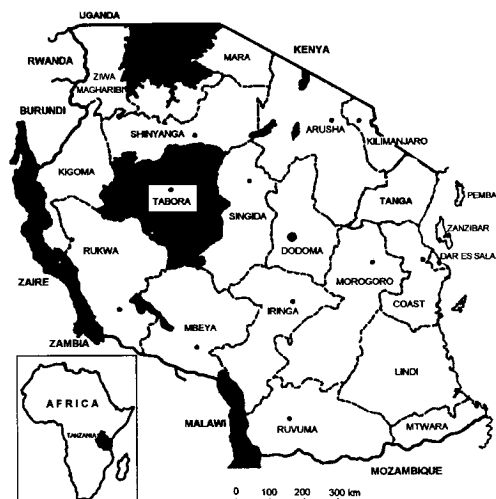 UGANDA
RWANDA
ZIWA
MAGHARIBI
MARA
KENYA
BURUNDI
SHINYANGA
ARUSHA
KILIMANJARO
KIGOMA
TABORA
SINGIDA
TANGA
PEMBA
ZANZIBAR
DODOMA
DAR ES SALA
RUKWA
MOROGORO
ZAIRE
COAST
IRINGA
MBEYA
ZAMBIA
LINDI
AFRICA
TANZANIA
MALAWI
RUVUMA
MTWARA
MOZAMBIQUE
0 100 200 300 km